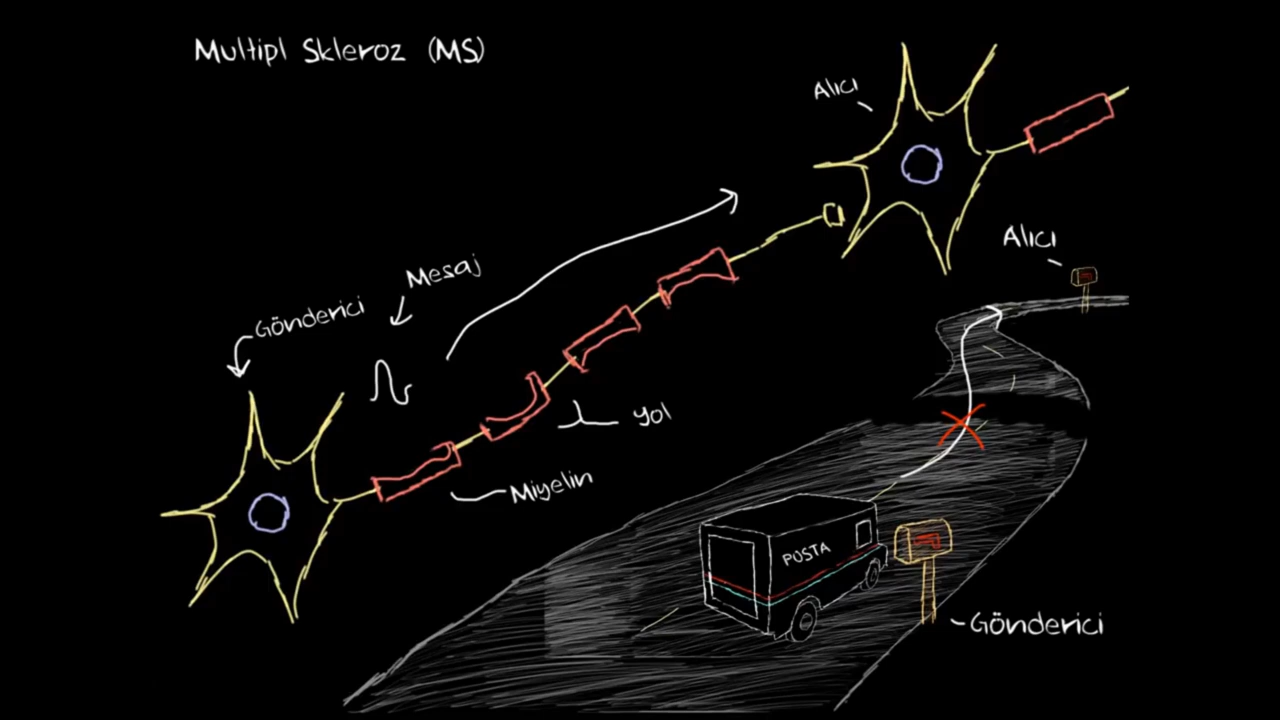 Multipl Skleroz (MS)
Alıcı
Alıcı
Mesaj
Gönderici
yol
Miyelin
POSTA
Gönderici